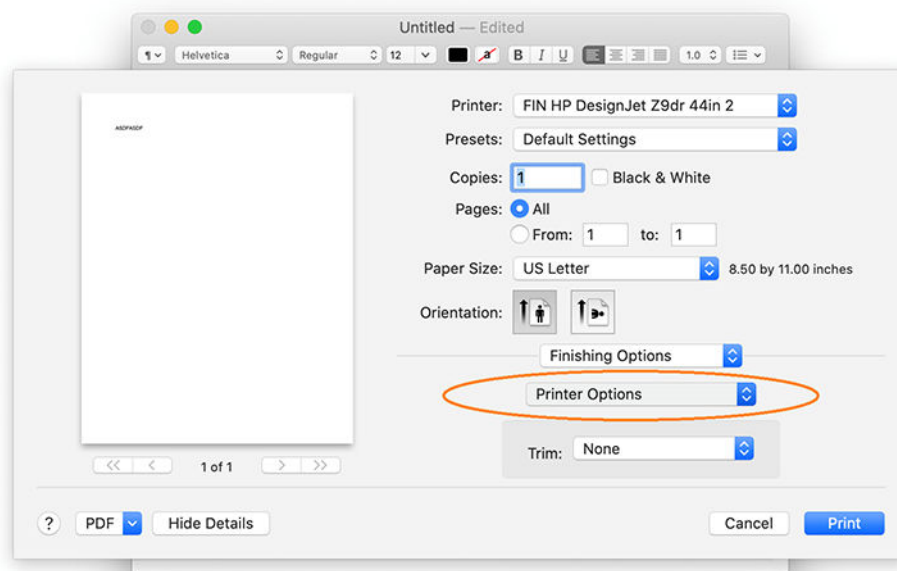 Untitled — Edited
¶ Helvetica Regular 12 a B I U 1.0
ASDFASDF
Printer: FIN HP DesignJet Z9dr 44in 2
Presets: Default Settings
Copies: 1 Black & White
Pages: All
From: 1 to: 1
Paper Size: US Letter 8.50 by 11.00 inches
Orientation:
Finishing Options
Printer Options
Trim: None
1 of 1
? PDF Hide Details Cancel Print